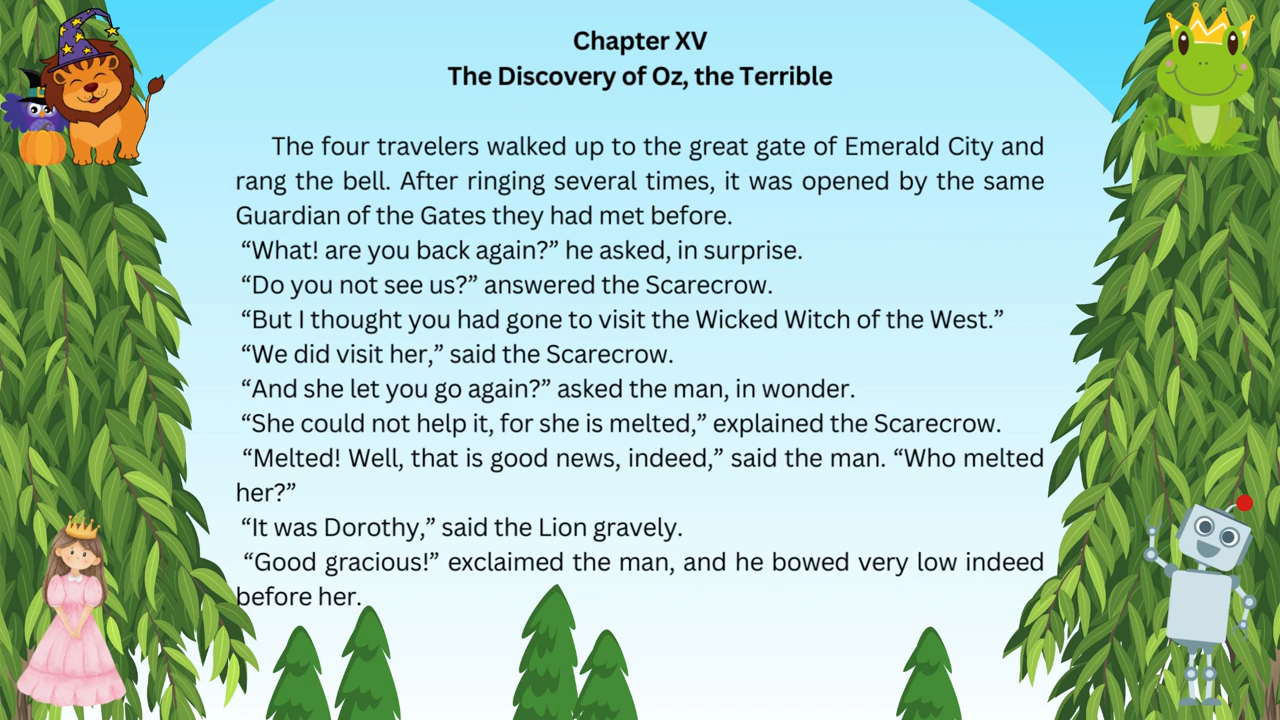 Chapter XV
The Discovery of Oz, the Terrible
The four travelers walked up to the great gate of Emerald City and
rang the bell. After ringing several times, it was opened by the same
Guardian of the Gates they had met before.
“What! are you back again?” he asked, in surprise.
“Do you not see us?” answered the Scarecrow.
“But I thought you had gone to visit the Wicked Witch of the West.”
“We did visit her,” said the Scarecrow.
“And she let you go again?” asked the man, in wonder.
“She could not help it, for she is melted,” explained the Scarecrow.
“Melted! Well, that is good news, indeed,” said the man. “Who melted
her?”
“It was Dorothy,” said the Lion gravely.
“Good gracious!” exclaimed the man, and he bowed very low indeed
before her.